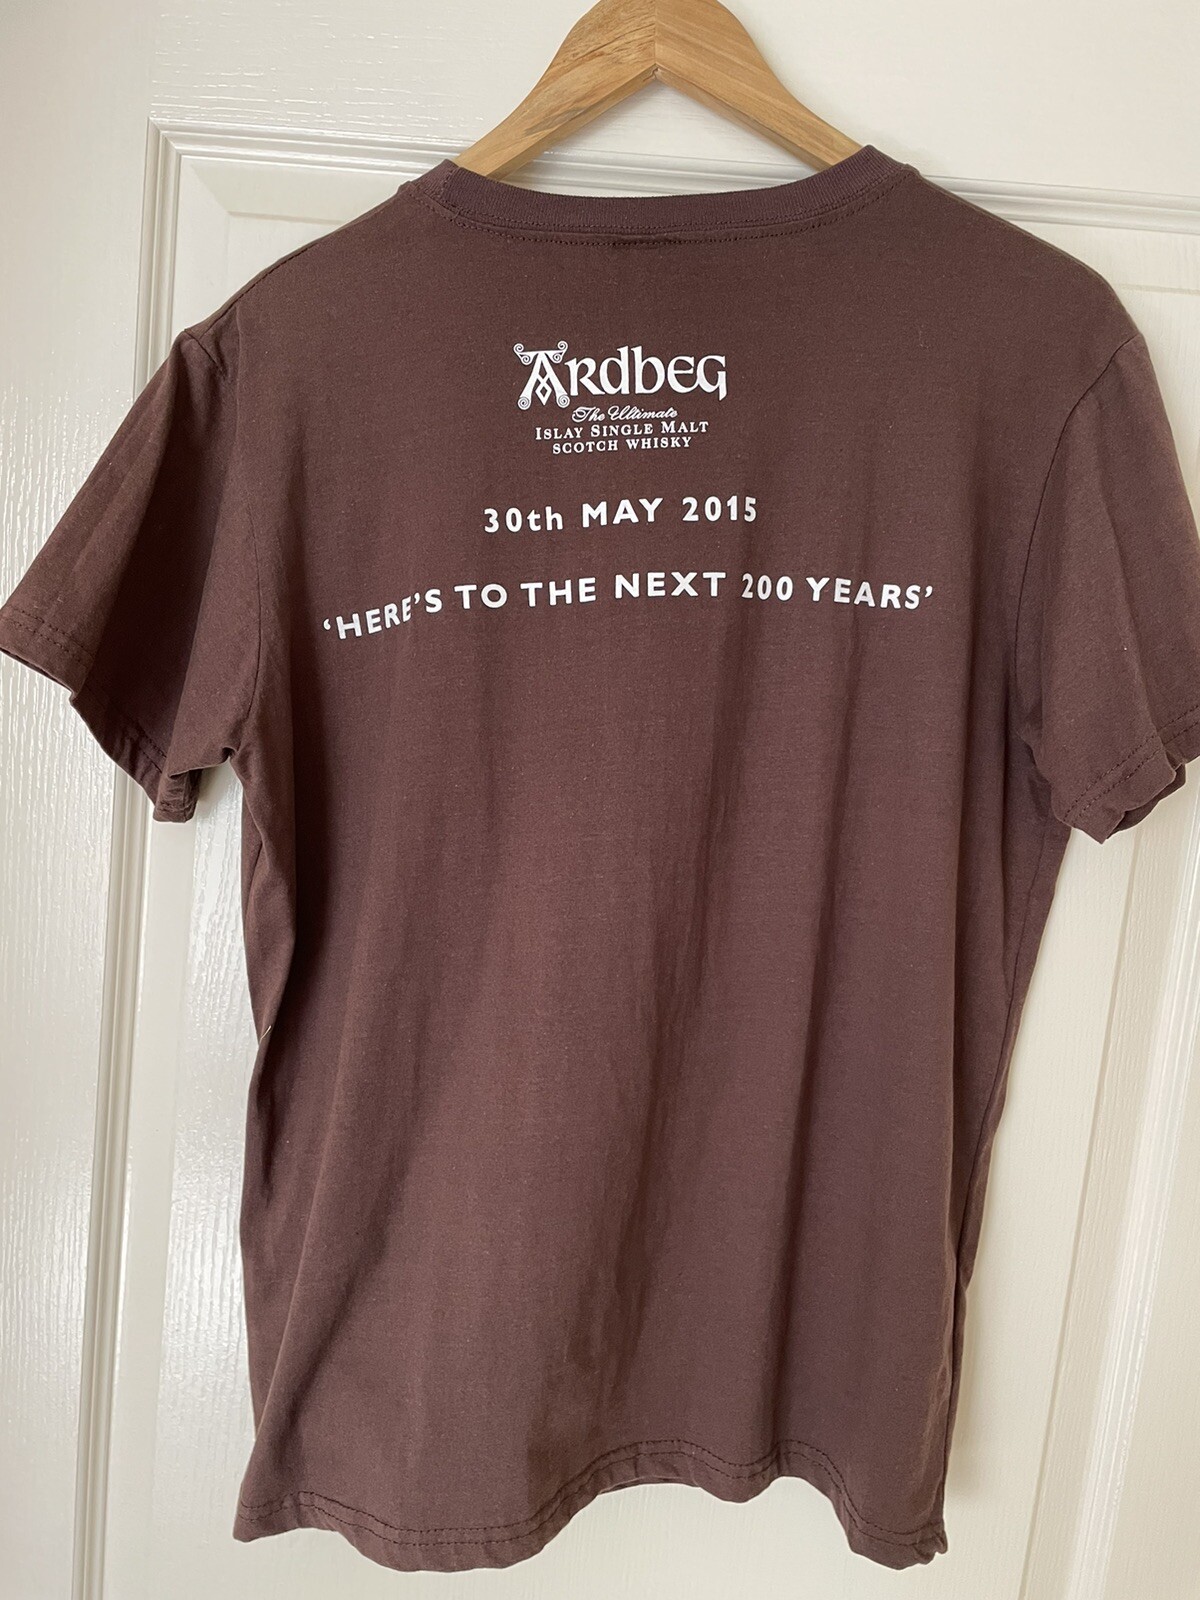 Ardbeg
The Ultimate
ISLAY SINGLE MALT
SCOTCH WHISKY
30th MAY 2015
‘HERE’S TO THE NEXT 200 YEARS’